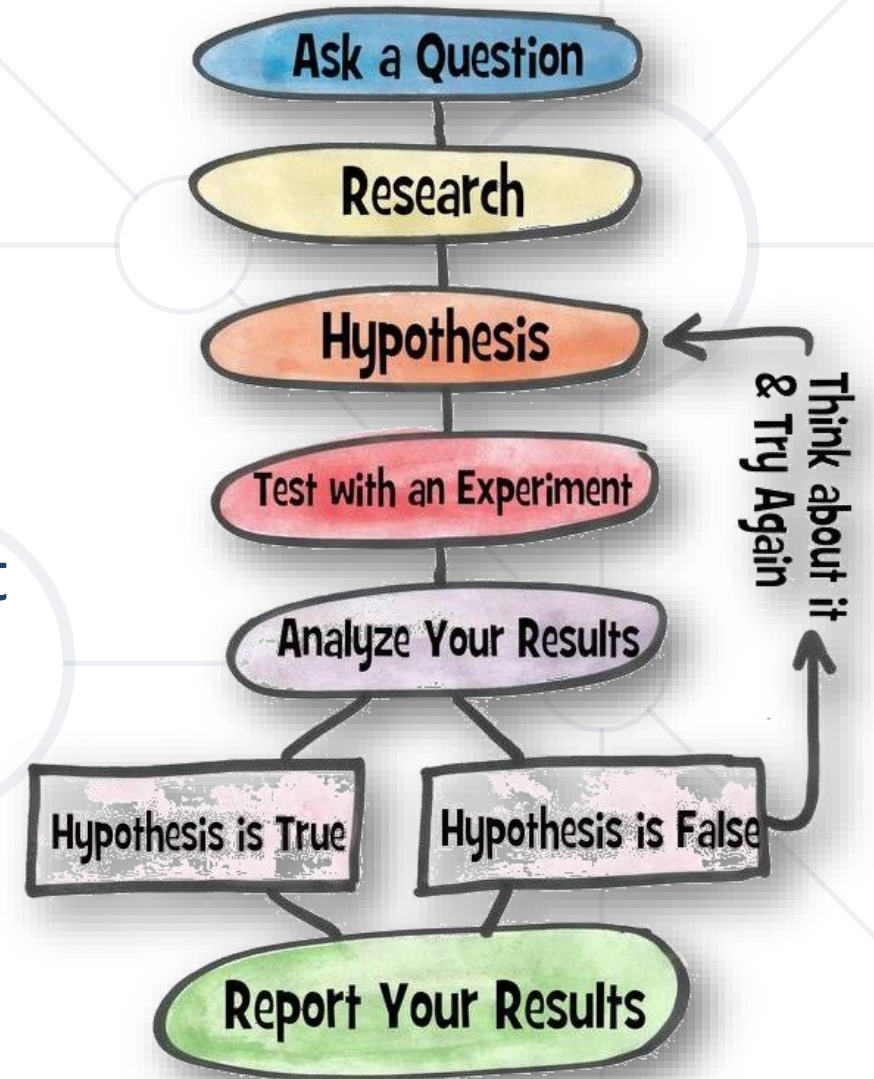 Ask a Question
Research
Hypothesis
Test with an Experiment
Analyze Your Results
Hypothesis is True
Hypothesis is False
Think about it
& Try Again
Report Your Results